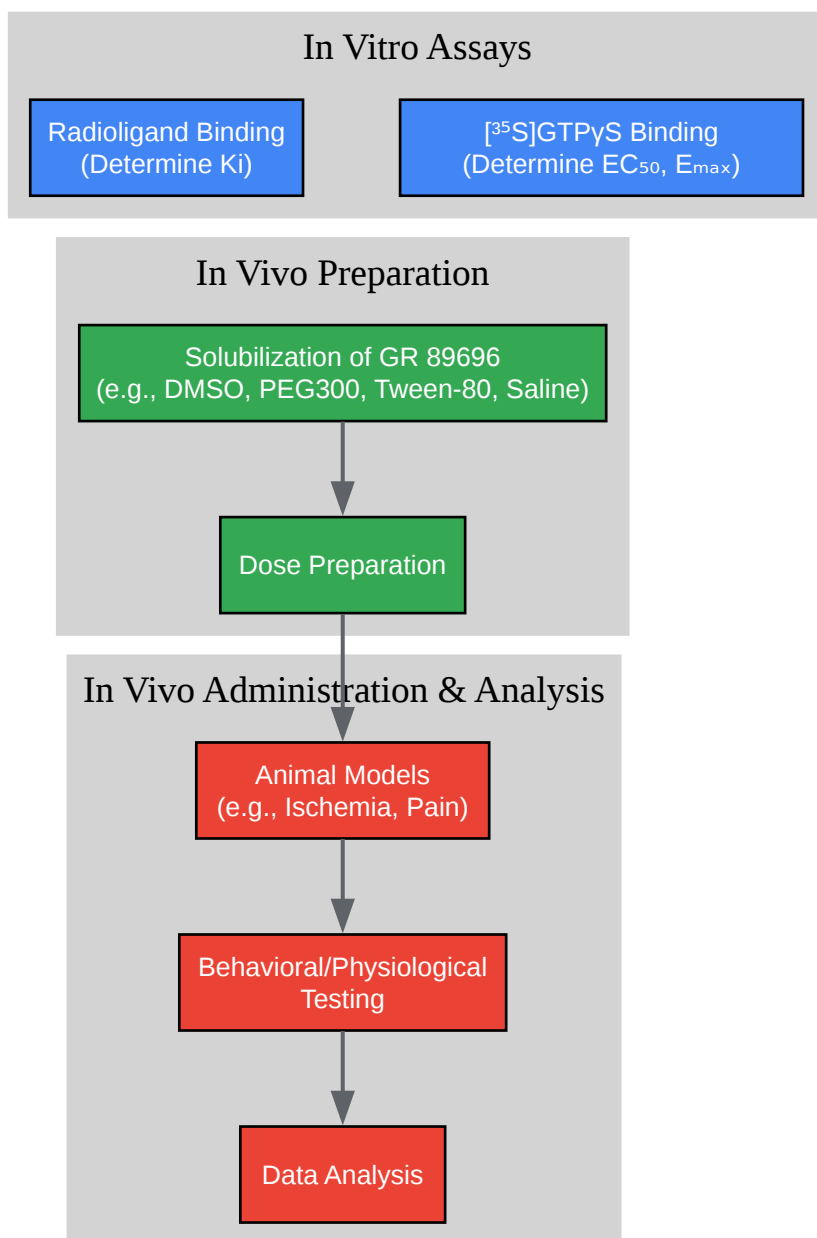 In Vitro Assays
Radioligand Binding
(Determine Ki)
[³⁵S]GTPγS Binding
(Determine EC₅₀, Eₘₐₓ)
In Vivo Preparation
Solubilization of GR 89696
(e.g., DMSO, PEG300, Tween-80, Saline)
Dose Preparation
In Vivo Administration & Analysis
Animal Models
(e.g., Ischemia, Pain)
Behavioral/Physiological
Testing
Data Analysis